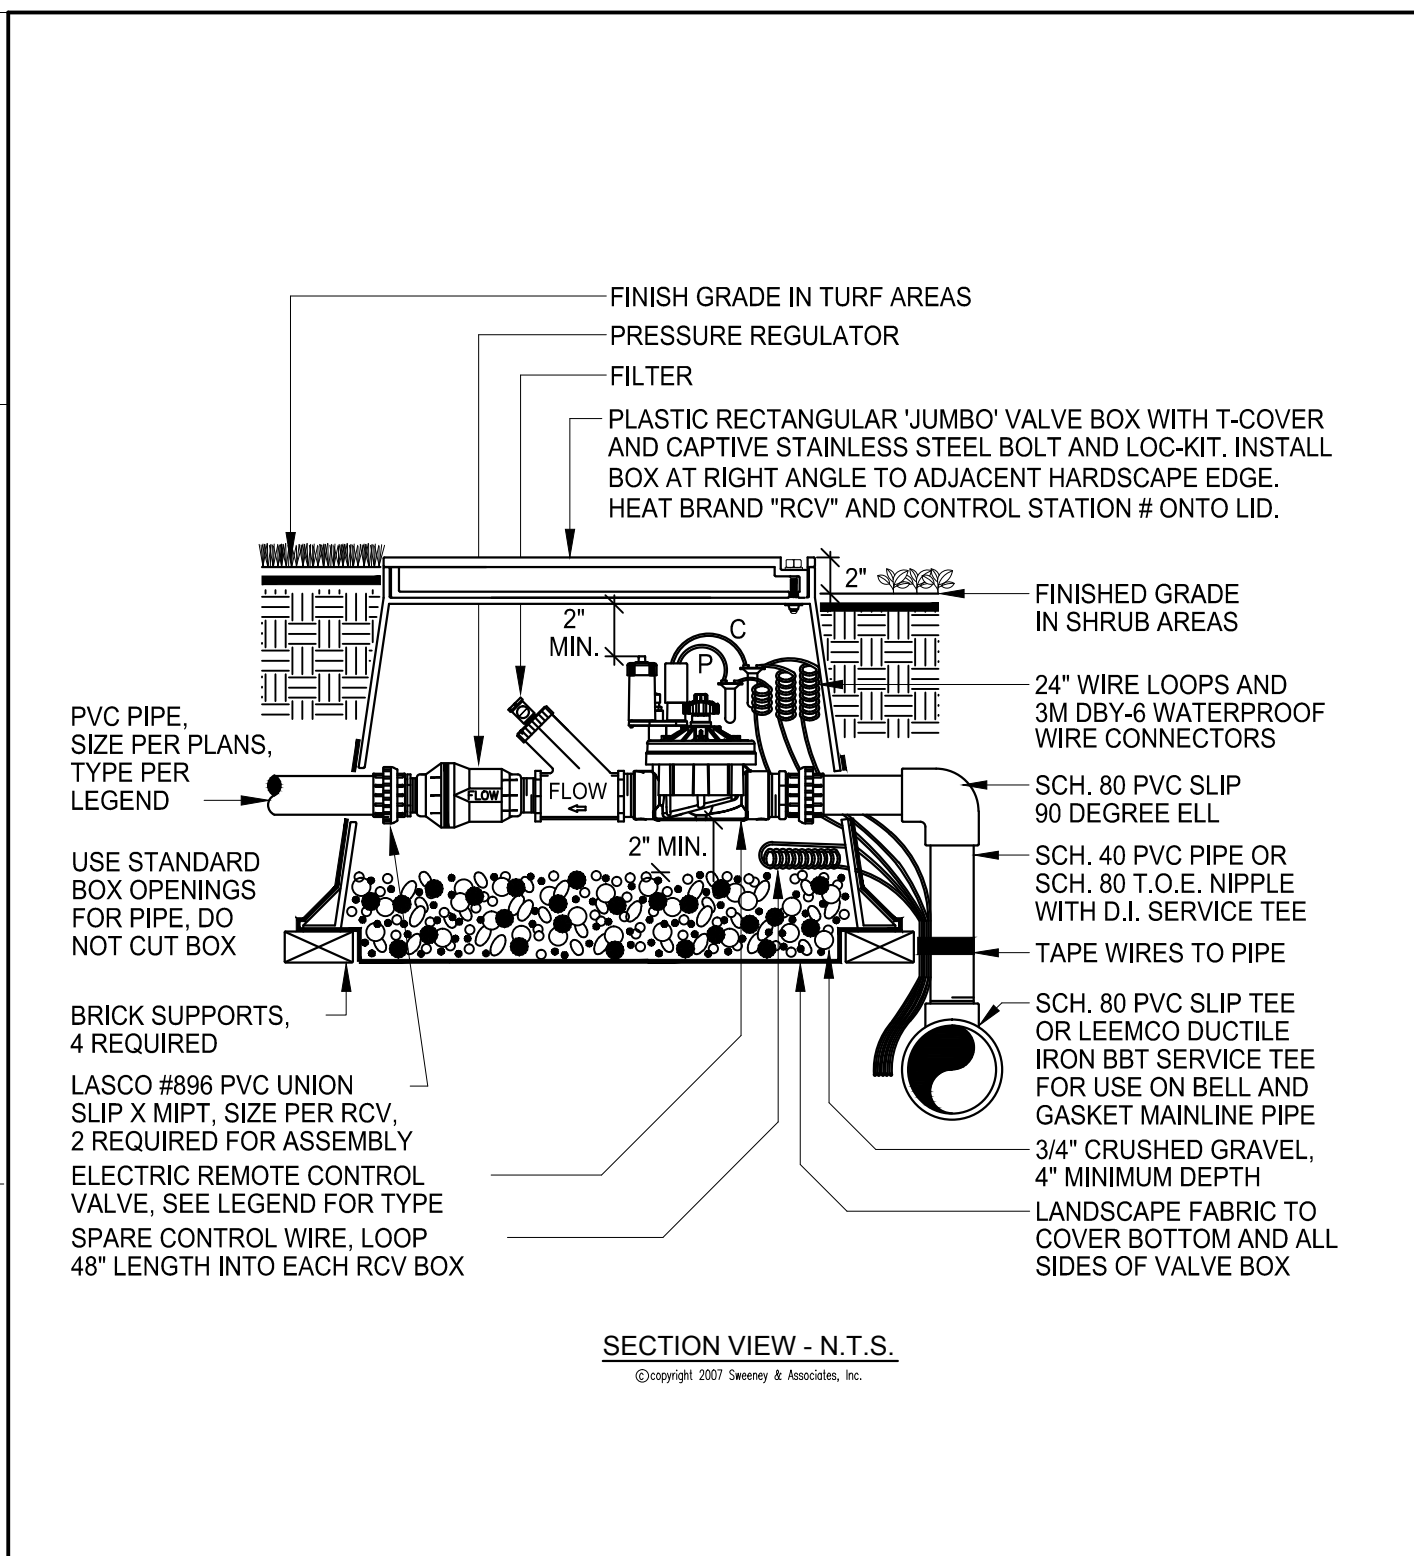 FINISH GRADE IN TURF AREAS
PRESSURE REGULATOR
FILTER
PLASTIC RECTANGULAR 'JUMBO' VALVE BOX WITH T-COVER
AND CAPTIVE STAINLESS STEEL BOLT AND LOC-KIT. INSTALL
BOX AT RIGHT ANGLE TO ADJACENT HARDSCAPE EDGE.
HEAT BRAND "RCV" AND CONTROL STATION # ONTO LID.
2"
2"
MIN.
C
P
FLOW
FLOW
2" MIN.
PVC PIPE,
SIZE PER PLANS,
TYPE PER
LEGEND
USE STANDARD
BOX OPENINGS
FOR PIPE, DO
NOT CUT BOX
BRICK SUPPORTS,
4 REQUIRED
LASCO #896 PVC UNION
SLIP X MIPT, SIZE PER RCV,
2 REQUIRED FOR ASSEMBLY
ELECTRIC REMOTE CONTROL
VALVE, SEE LEGEND FOR TYPE
SPARE CONTROL WIRE, LOOP
48" LENGTH INTO EACH RCV BOX
FINISHED GRADE
IN SHRUB AREAS
24" WIRE LOOPS AND
3M DBY-6 WATERPROOF
WIRE CONNECTORS
SCH. 80 PVC SLIP
90 DEGREE ELL
SCH. 40 PVC PIPE OR
SCH. 80 T.O.E. NIPPLE
WITH D.I. SERVICE TEE
TAPE WIRES TO PIPE
SCH. 80 PVC SLIP TEE
OR LEEMCO DUCTILE
IRON BBT SERVICE TEE
FOR USE ON BELL AND
GASKET MAINLINE PIPE
3/4" CRUSHED GRAVEL,
4" MINIMUM DEPTH
LANDSCAPE FABRIC TO
COVER BOTTOM AND ALL
SIDES OF VALVE BOX
SECTION VIEW - N.T.S.
©copyright 2007 Sweeney & Associates, Inc.